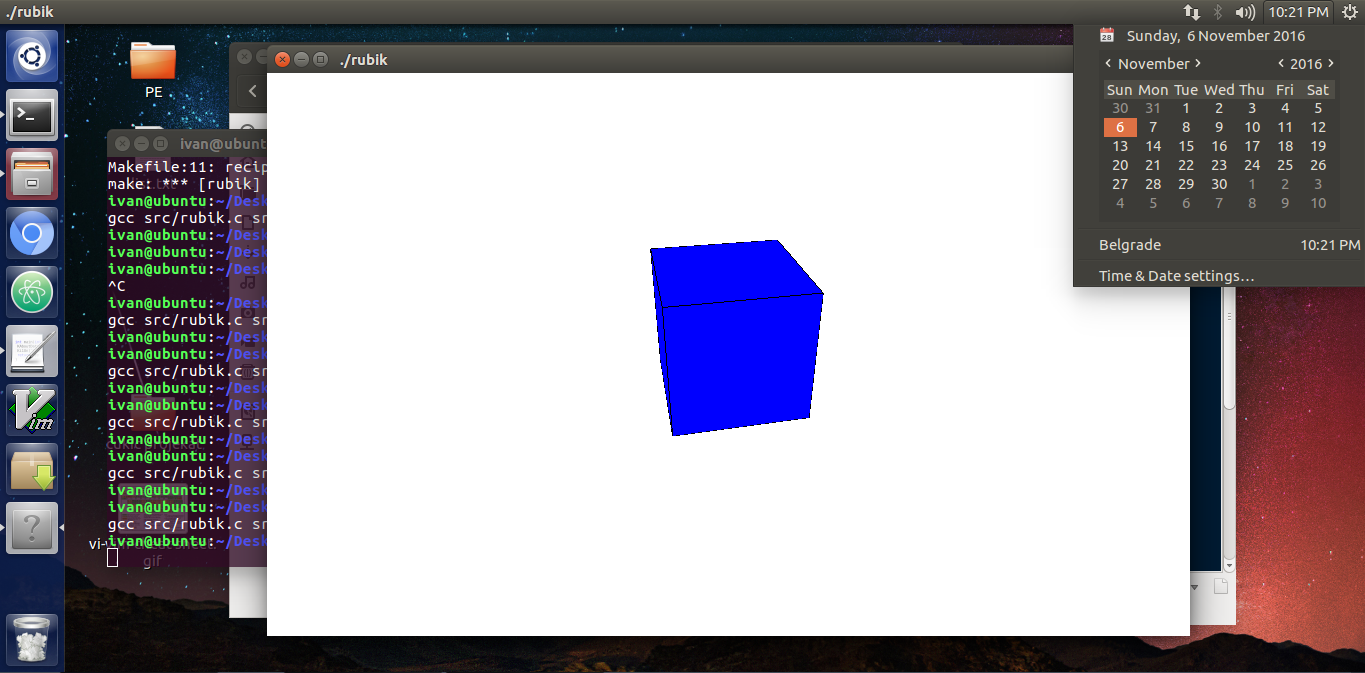 ./rubik
10:21 PM
PE
./rubik
ivan@ubunt
Makefile:11: recip
make: *** [rubik]
ivan@ubuntu:~/Desk
gcc src/rubik.c sr
ivan@ubuntu:~/Desk
ivan@ubuntu:~/Desk
ivan@ubuntu:~/Desk
^C
ivan@ubuntu:~/Desk
gcc src/rubik.c sr
ivan@ubuntu:~/Desk
ivan@ubuntu:~/Desk
gcc src/rubik.c sr
ivan@ubuntu:~/Desk
ivan@ubuntu:~/Desk
gcc src/rubik.c sr
ivan@ubuntu:~/Desk
ivan@ubuntu:~/Desk
gcc src/rubik.c sr
ivan@ubuntu:~/Desk
ivan@ubuntu:~/Desk
gcc src/rubik.c sr
ivan@ubuntu:~/Desk
gif
Vim
28 Sunday, 6 November 2016
November 2016
Sun Mon Tue Wed Thu Fri Sat
30 31 1 2 3 4 5
6 7 8 9 10 11 12
13 14 15 16 17 18 19
20 21 22 23 24 25 26
27 28 29 30 1 2 3
4 5 6 7 8 9 10
Belgrade 10:21 PM
Time & Date settings...